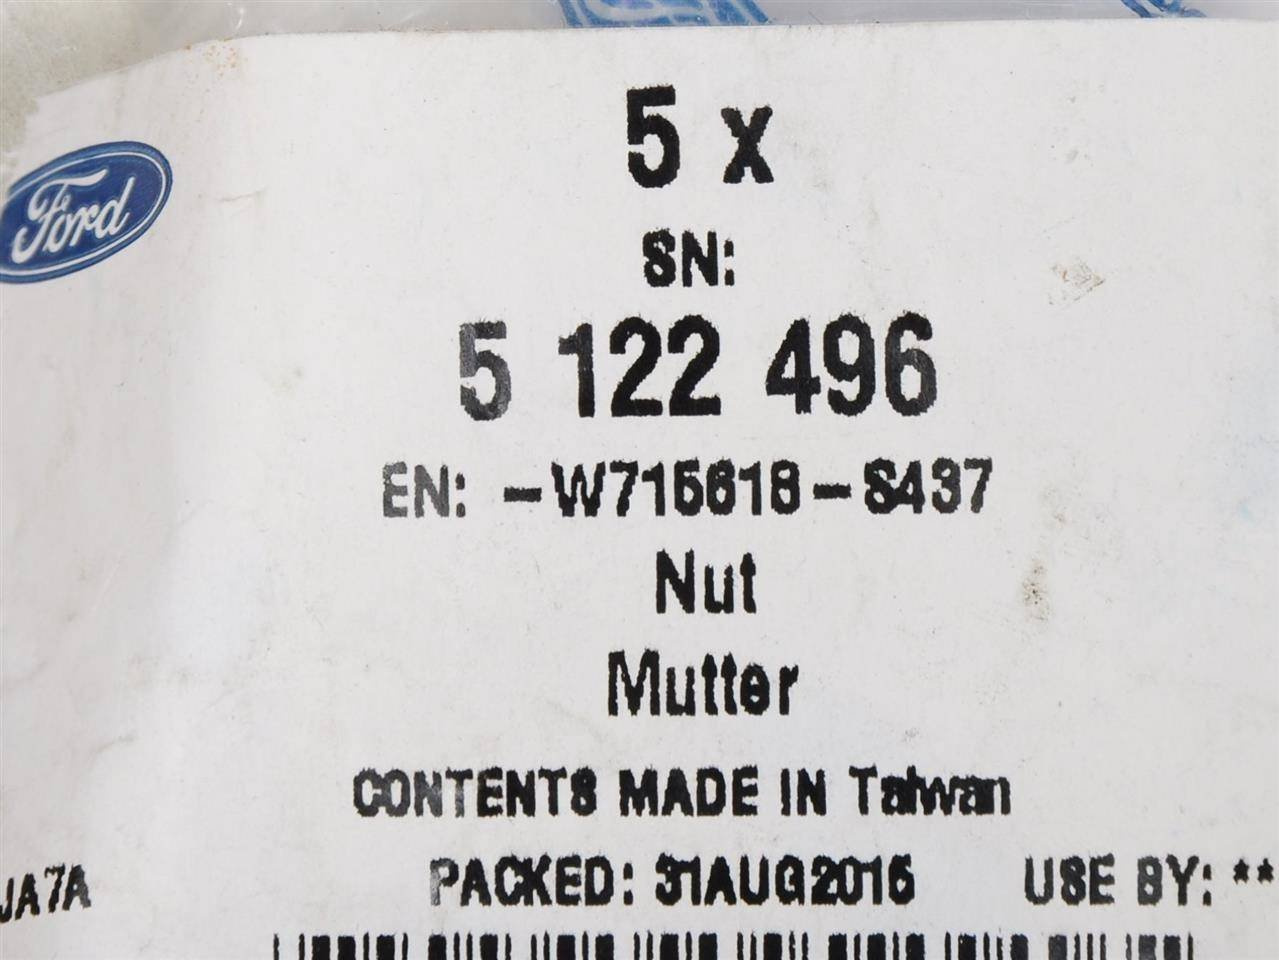 Ford
5 x
SN:
5 122 496
EN: -W715618-S437
Nut
Mutter
CONTENTS MADE IN Taiwan
JA7A PACKED: 31AUG2015 USE BY: **